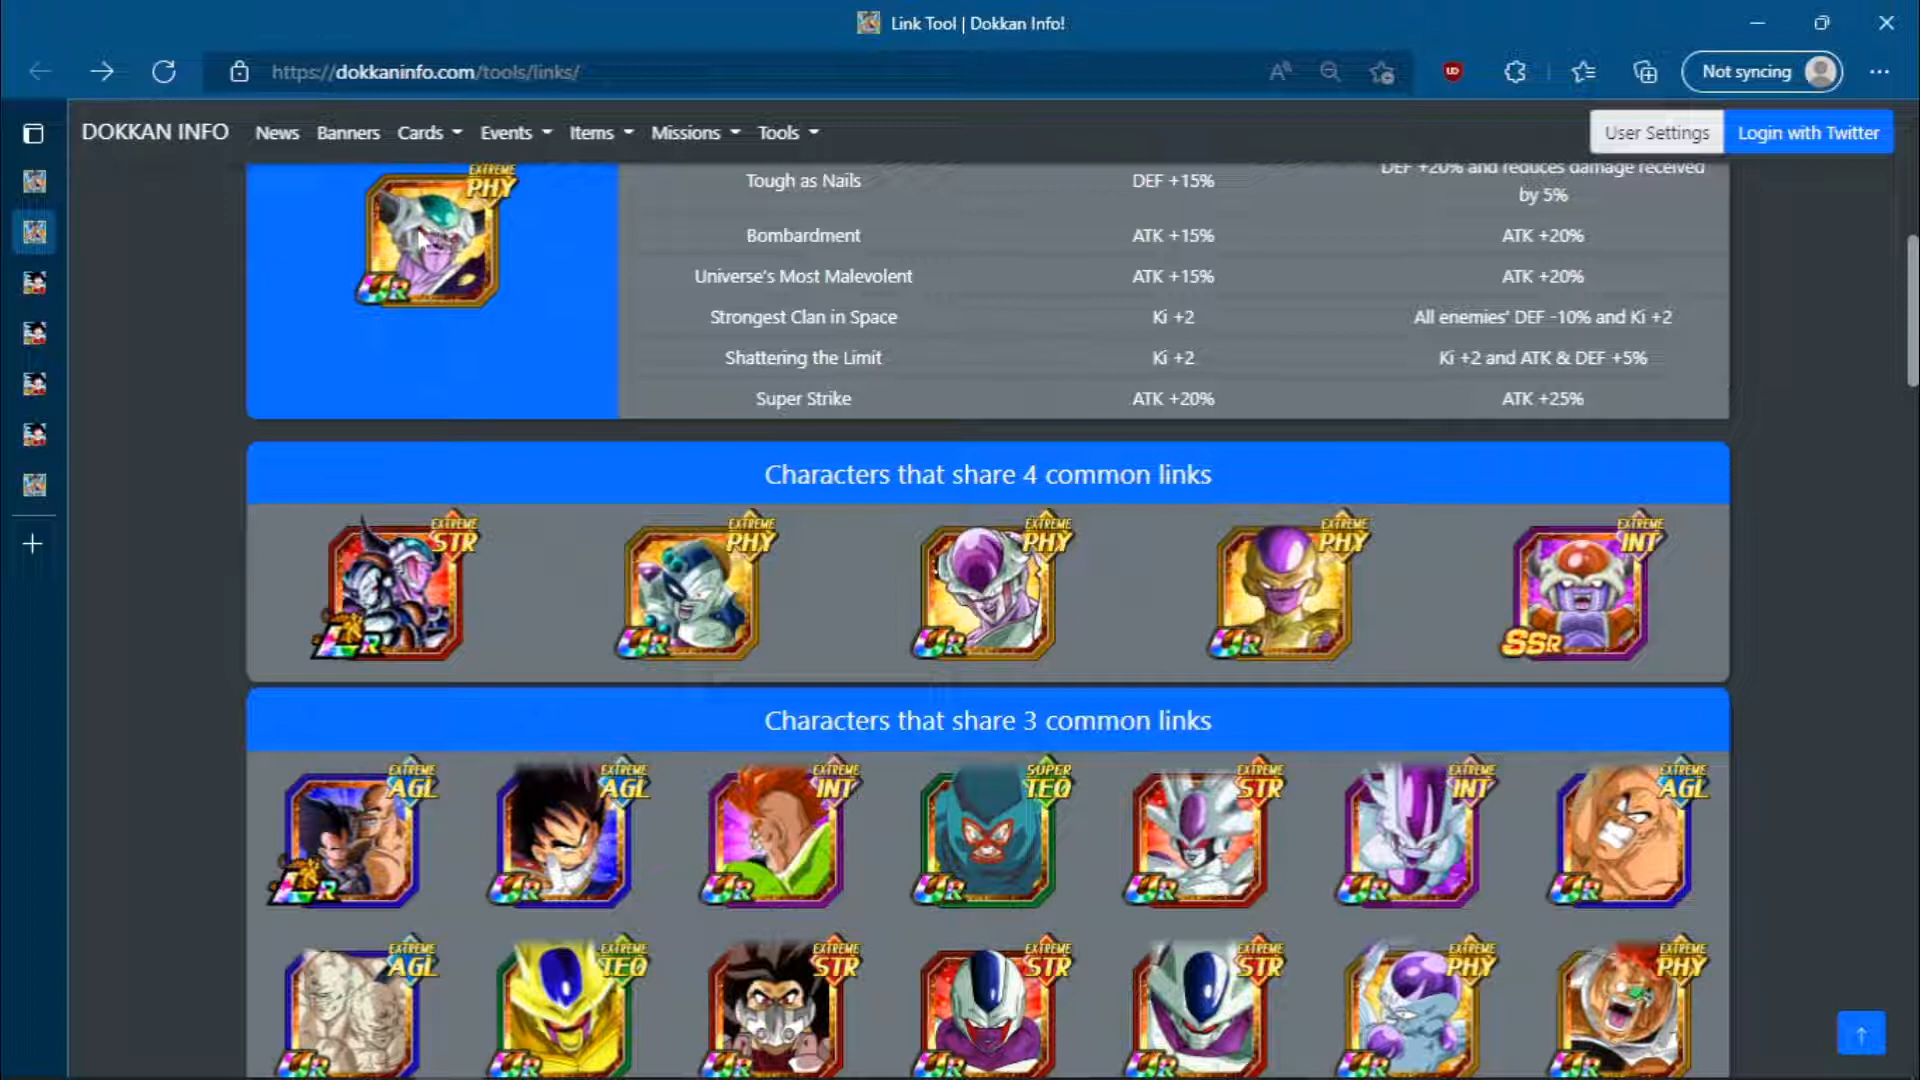 Link Tool | Dokkan Info!
https://dokkaninfo.com/tools/links/
Not syncing
DOKKAN INFO
News
Banners
Cards
Events
Items
Missions
Tools
User Settings
Login with Twitter
EXTREME
PHY
UR
Tough as Nails
DEF +15%
DEF +20% and reduces damage received
by 5%
Bombardment
ATK +15%
ATK +20%
Universe's Most Malevolent
ATK +15%
ATK +20%
Strongest Clan in Space
Ki +2
All enemies' DEF -10% and Ki +2
Shattering the Limit
Ki +2
Ki +2 and ATK & DEF +5%
Super Strike
ATK +20%
ATK +25%
Characters that share 4 common links
EXTREME STR
EXTREME PHY
EXTREME PHY
EXTREME PHY
EXTREME INT
LR
UR
UR
UR
SSR
Characters that share 3 common links
EXTREME AGL
EXTREME AGL
EXTREME INT
SUPER TEQ
EXTREME STR
EXTREME INT
EXTREME AGL
LR
UR
UR
UR
UR
UR
UR
EXTREME AGL
EXTREME TEQ
EXTREME STR
EXTREME STR
EXTREME STR
EXTREME PHY
EXTREME PHY
UR
UR
UR
UR
UR
UR
UR